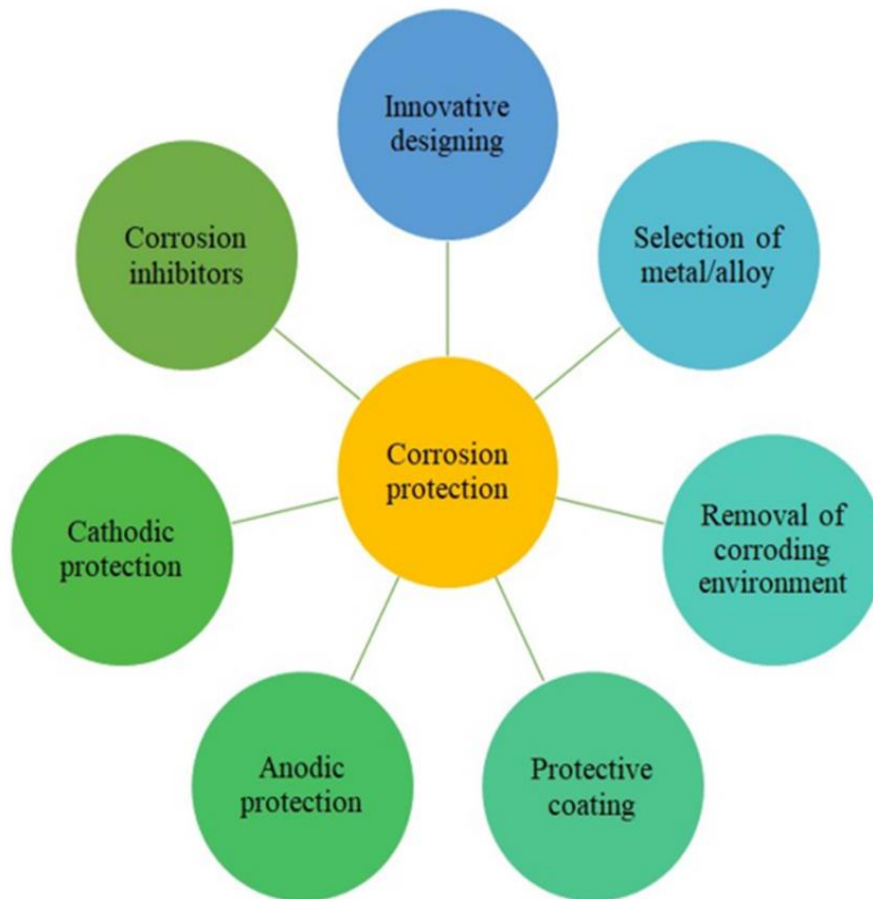 Innovative
designing
Selection of
metal/alloy
Removal of
corroding
environment
Protective
coating
Anodic
protection
Cathodic
protection
Corrosion
inhibitors
Corrosion
protection